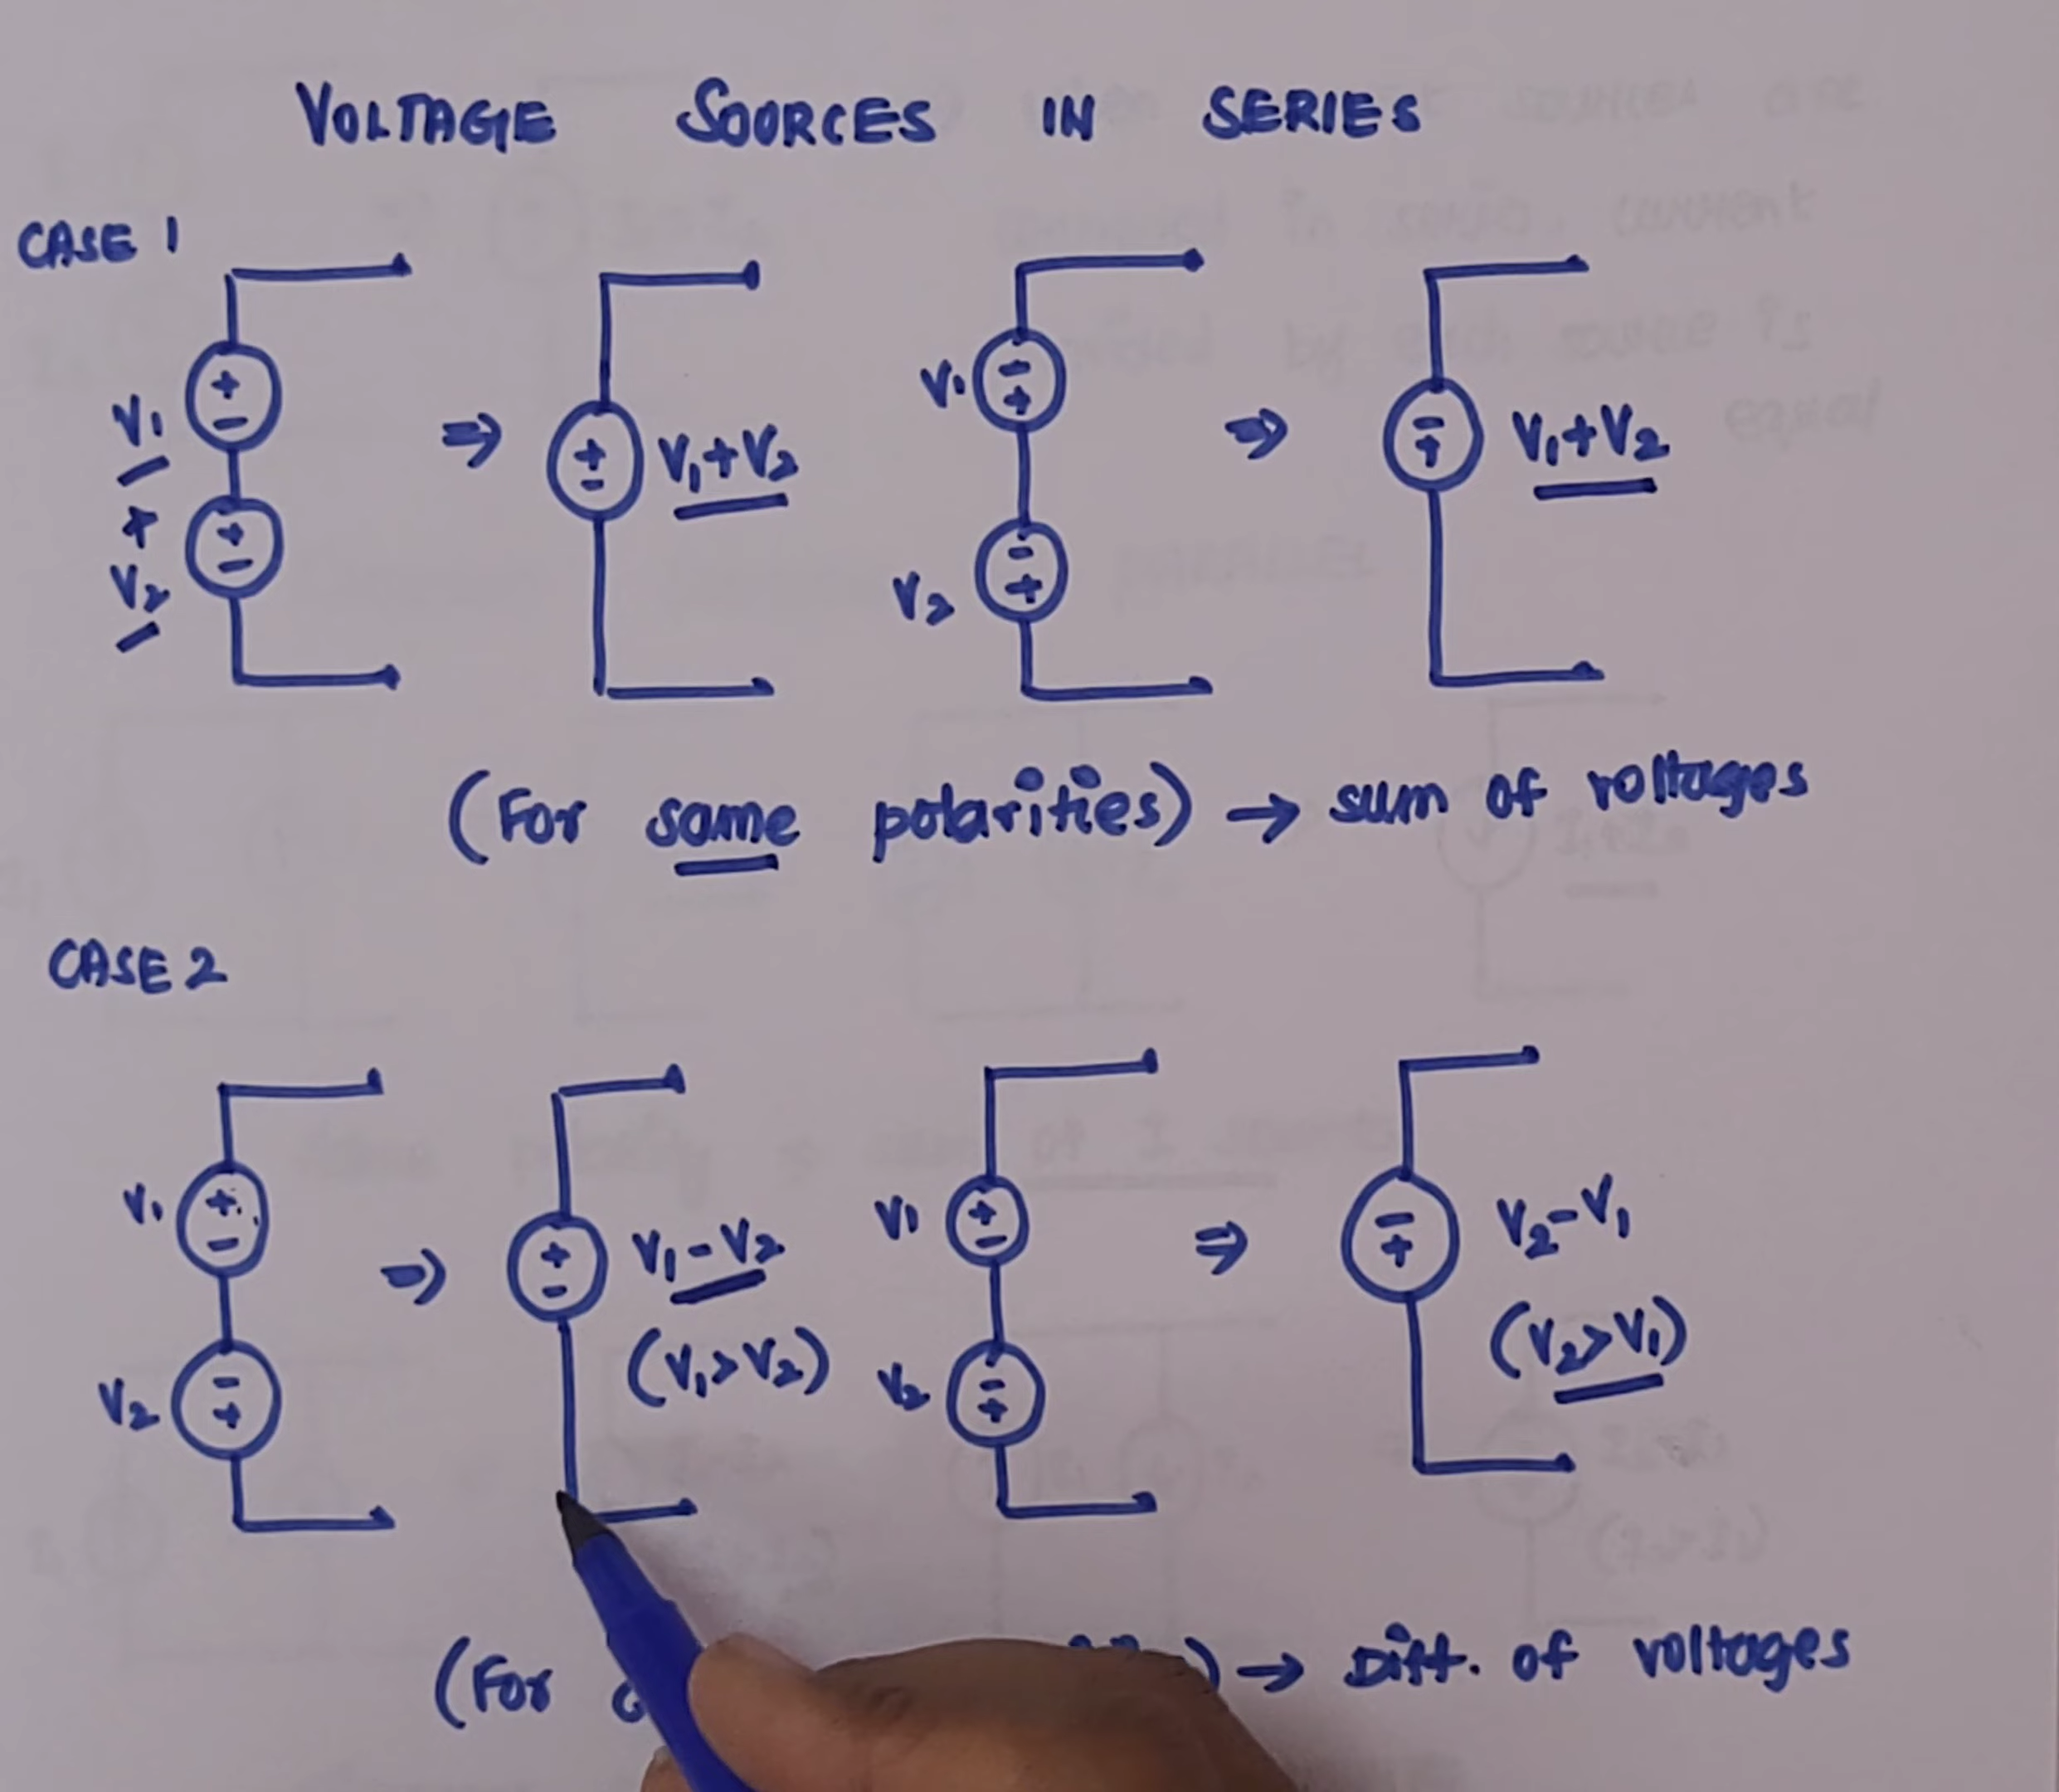 VOLTAGE SOURCES IN SERIES
CASE 1
+
-
V1
+
+
-
V2
⇒
+
-
V1+V2
V1
-
+
V2
-
+
⇒
-
+
V1+V2
(For same polarities) → sum of voltages
CASE 2
V1
+
-
V2
-
+
⇒
+
-
V1-V2
(V1>V2)
V1
+
-
V2
-
+
⇒
-
+
V2-V1
(V2>V1)
(For ) → Diff. of voltages